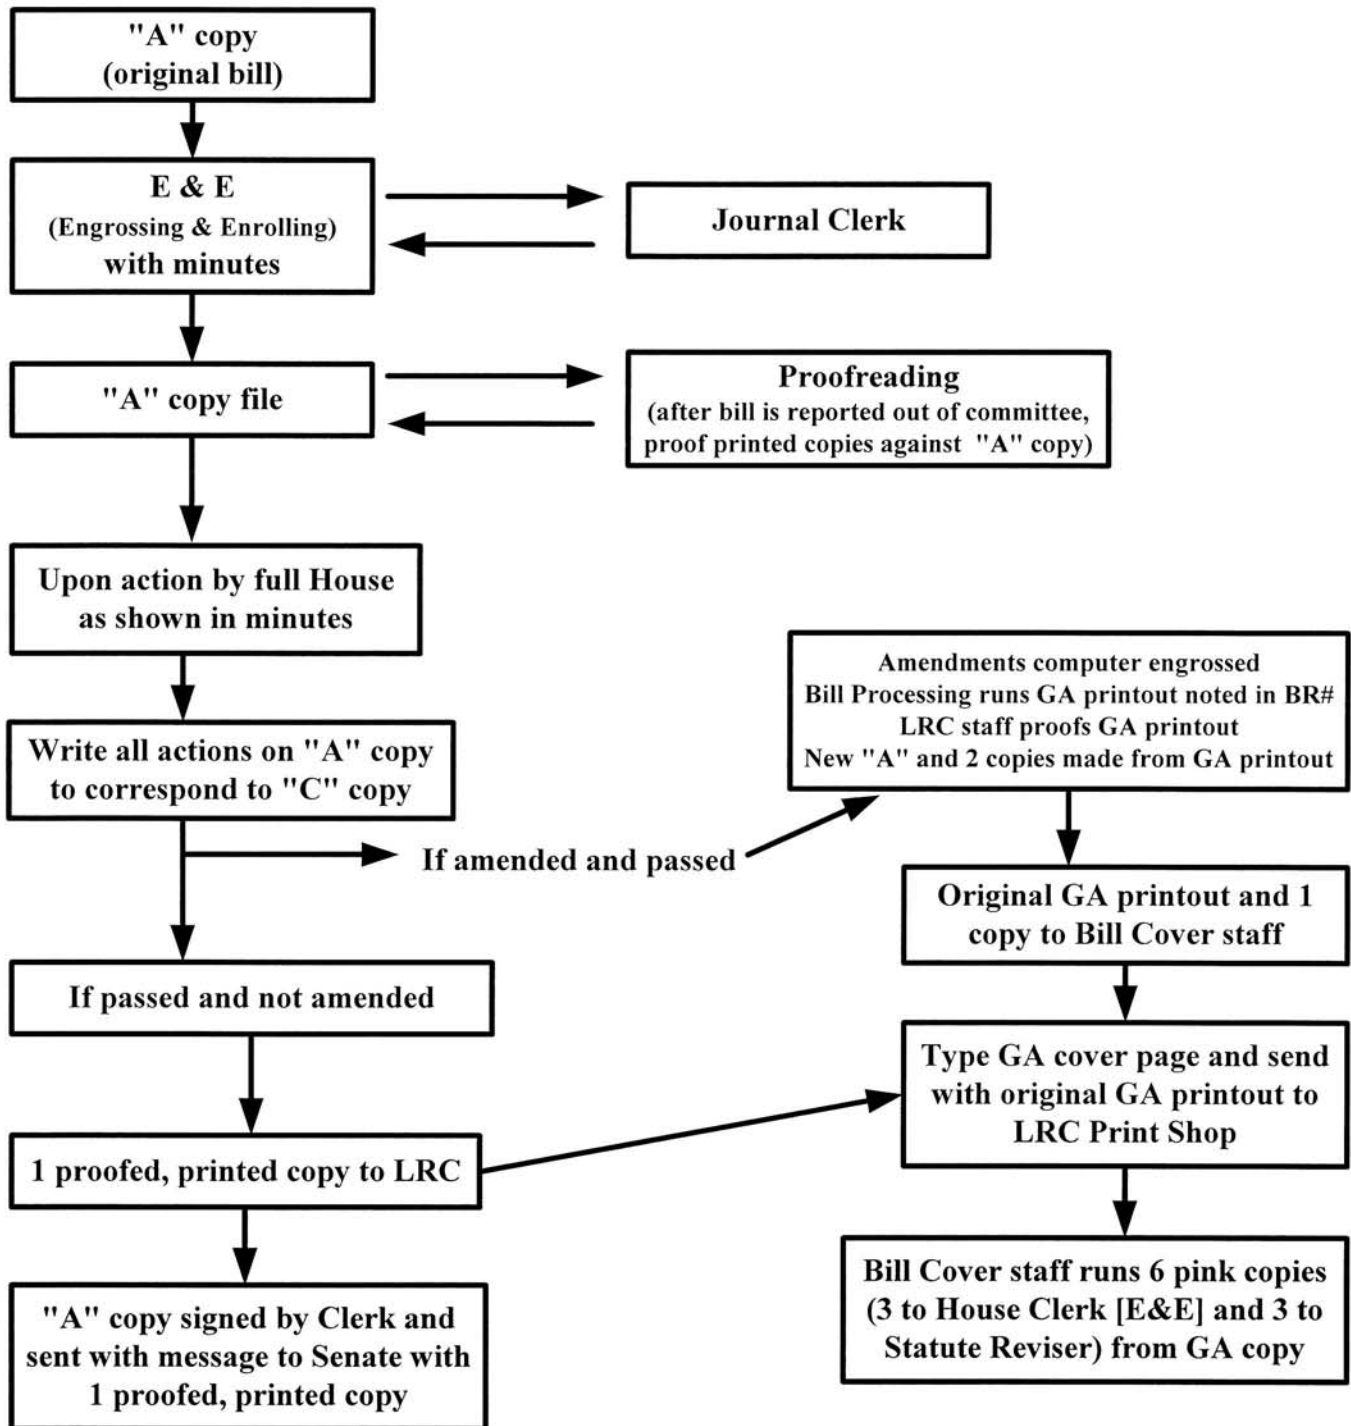 "A" copy
(original bill)
E & E
(Engrossing & Enrolling)
with minutes
Journal Clerk
"A" copy file
Proofreading
(after bill is reported out of committee,
proof printed copies against "A" copy)
Upon action by full House
as shown in minutes
Write all actions on "A" copy
to correspond to "C" copy
If amended and passed
Amendments computer engrossed
Bill Processing runs GA printout noted in BR#
LRC staff proofs GA printout
New "A" and 2 copies made from GA printout
Original GA printout and 1
copy to Bill Cover staff
If passed and not amended
Type GA cover page and send
with original GA printout to
LRC Print Shop
1 proofed, printed copy to LRC
Bill Cover staff runs 6 pink copies
(3 to House Clerk [E&E] and 3 to
Statute Reviser) from GA copy
"A" copy signed by Clerk and
sent with message to Senate with
1 proofed, printed copy